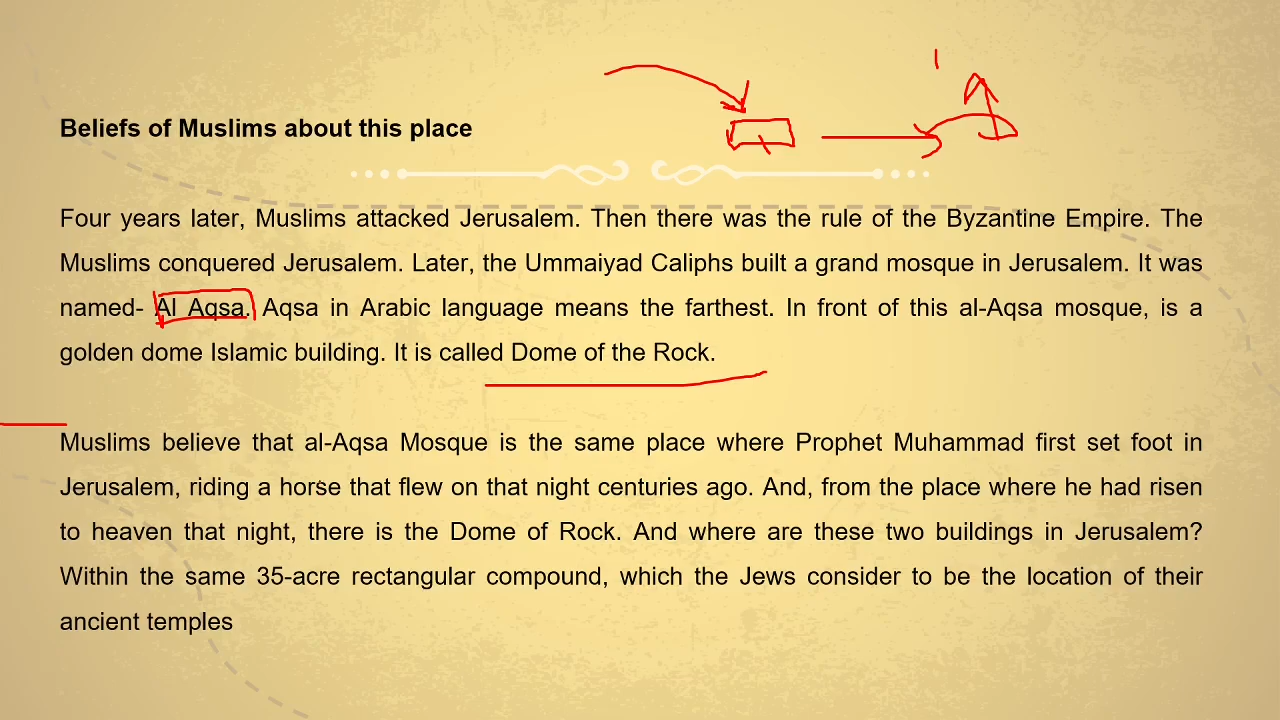 Beliefs of Muslims about this place
Four years later, Muslims attacked Jerusalem. Then there was the rule of the Byzantine Empire. The
Muslims conquered Jerusalem. Later, the Ummaiyad Caliphs built a grand mosque in Jerusalem. It was
named- Al Aqsa. Aqsa in Arabic language means the farthest. In front of this al-Aqsa mosque, is a
golden dome Islamic building. It is called Dome of the Rock.
Muslims believe that al-Aqsa Mosque is the same place where Prophet Muhammad first set foot in
Jerusalem, riding a horse that flew on that night centuries ago. And, from the place where he had risen
to heaven that night, there is the Dome of Rock. And where are these two buildings in Jerusalem?
Within the same 35-acre rectangular compound, which the Jews consider to be the location of their
ancient temples